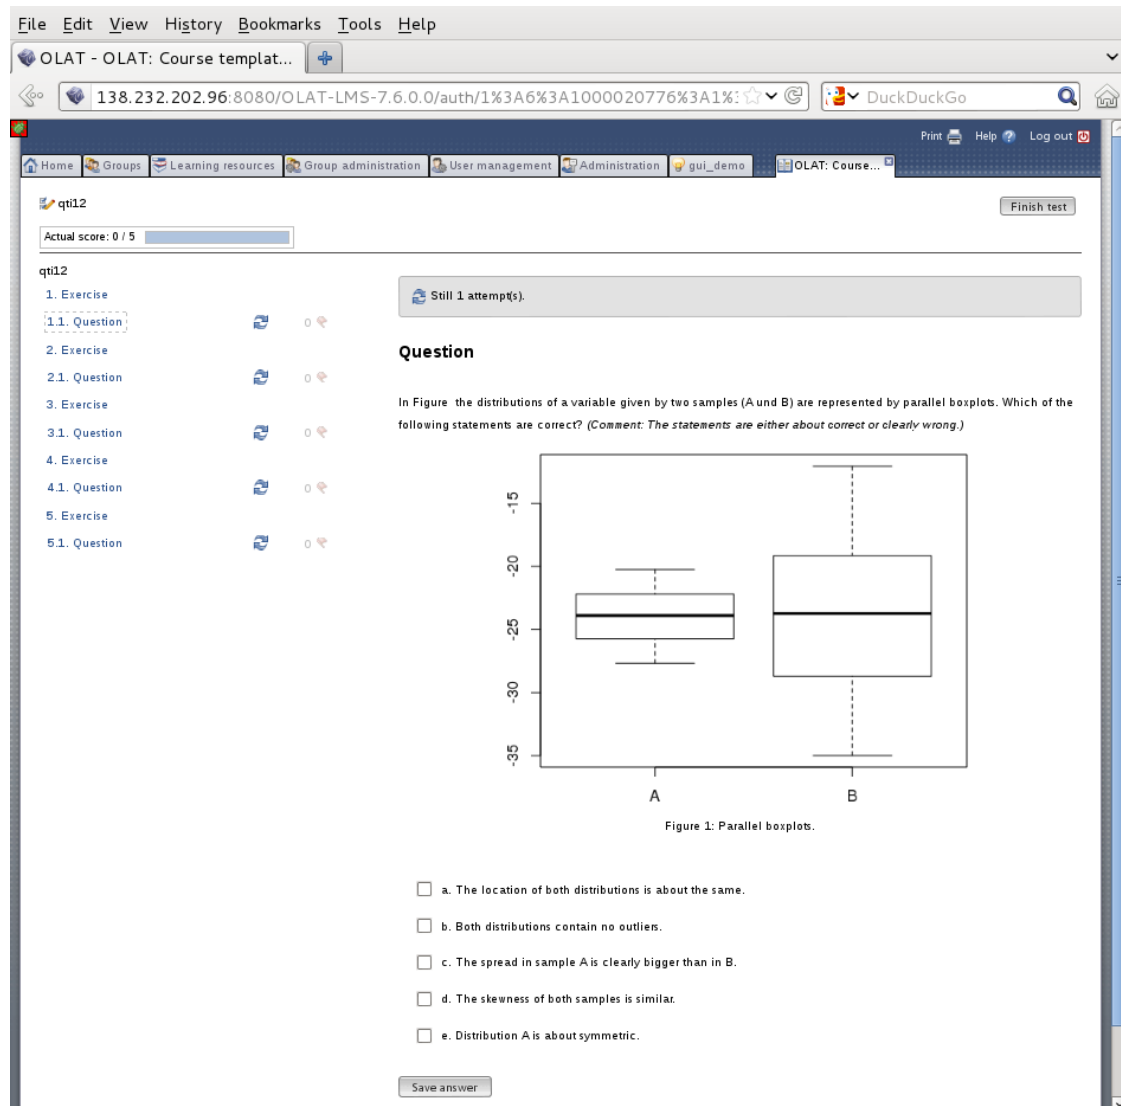 File Edit View History Bookmarks Tools Help
OLAT - OLAT: Course templat...
138.232.202.96:8080/OLAT-LMS-7.6.0.0/auth/1%3A6%3A1000020776%3A1%: DuckDuckGo
Print Help Log out
Home Groups Learning resources Group administration User management Administration gui_demo ... OLAT: Course...
qti12 Finish test
Actual score: 0 / 5
qti12
1. Exercise
Still 1 attempt(s).
1.1. Question 0
2. Exercise
Question
2.1. Question 0
3. Exercise
In Figure the distributions of a variable given by two samples (A und B) are represented by parallel boxplots. Which of the
3.1. Question 0
following statements are correct? (Comment: The statements are either about correct or clearly wrong.)
4. Exercise
4.1. Question 0
5. Exercise
5.1. Question 0
-15
-20
-25
-30
-35
A B
Figure 1: Parallel boxplots.
a. The location of both distributions is about the same.
b. Both distributions contain no outliers.
c. The spread in sample A is clearly bigger than in B.
d. The skewness of both samples is similar.
e. Distribution A is about symmetric.
Save answer